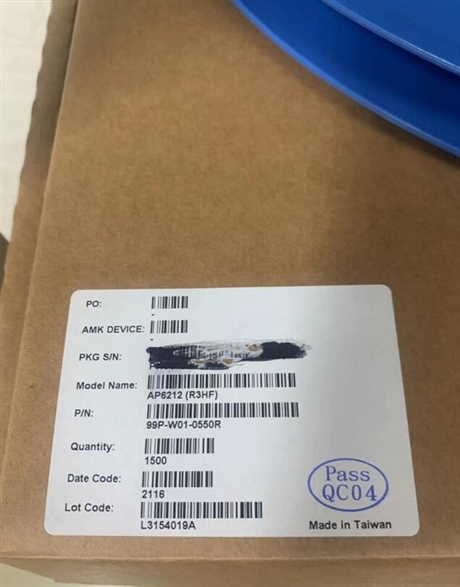 PO:
-
AMK DEVICE:
-
PKG S/N:
Model Name:
AP6212 (R3HF)
P/N:
99P-W01-0550R
Quantity:
1500
Date Code:
2116
Lot Code:
L3154019A
Pass
QC04
Made in Taiwan